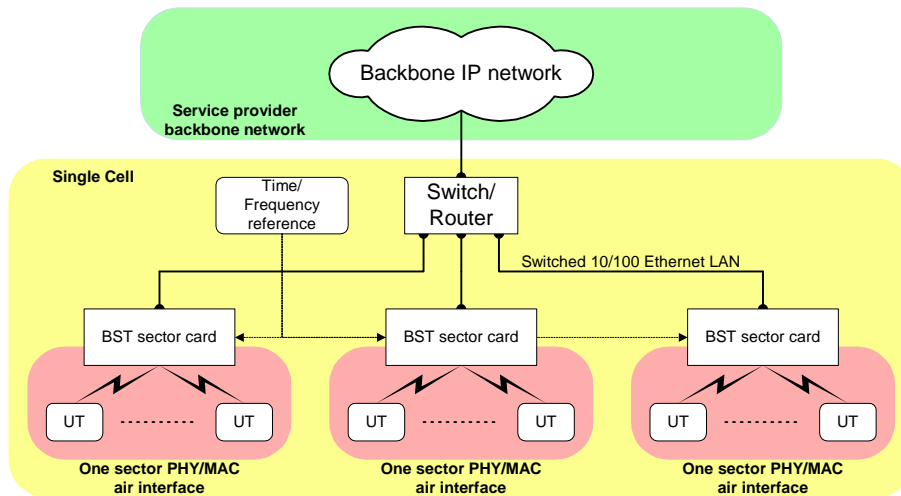 Backbone IP network
Service provider
backbone network
Single Cell
Time/
Frequency
reference
Switch/
Router
Switched 10/100 Ethernet LAN
BST sector card
BST sector card
BST sector card
UT
UT
UT
UT
UT
UT
One sector PHY/MAC
air interface
One sector PHY/MAC
air interface
One sector PHY/MAC
air interface